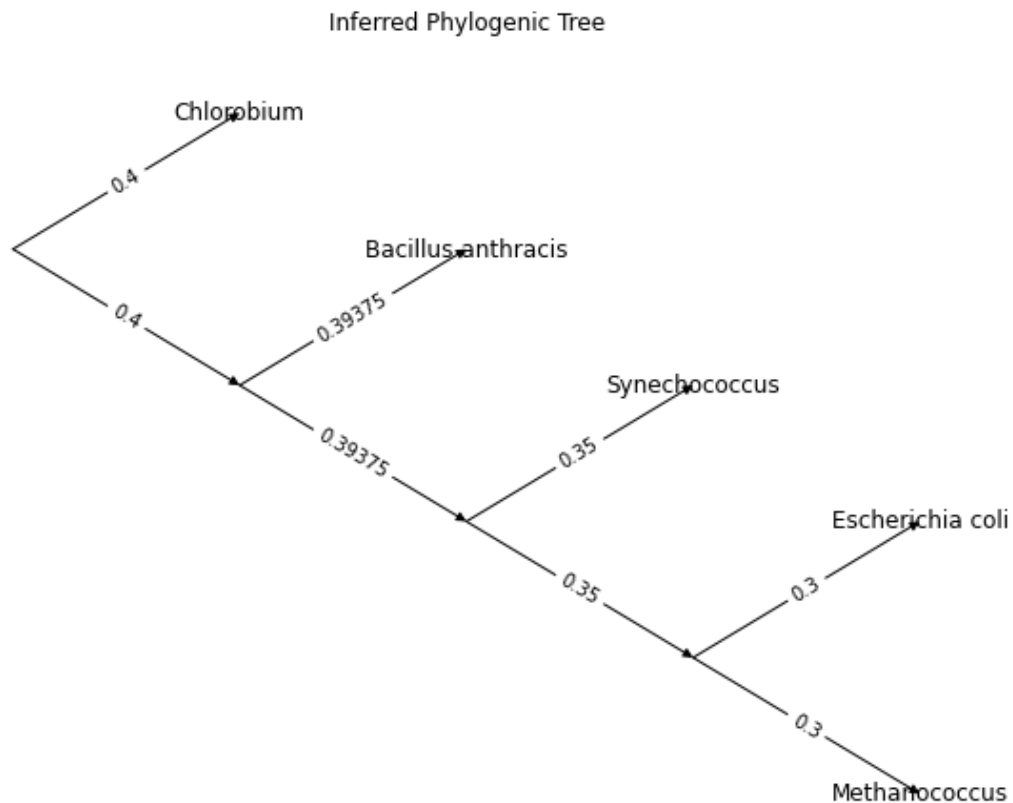 Inferred Phylogenic Tree
Chlorobium
0.4
Bacillus anthracis
0.4
0.39375
Synechococcus
0.39375
0.35
Escherichia coli
0.35
0.3
0.3
Methanococcus